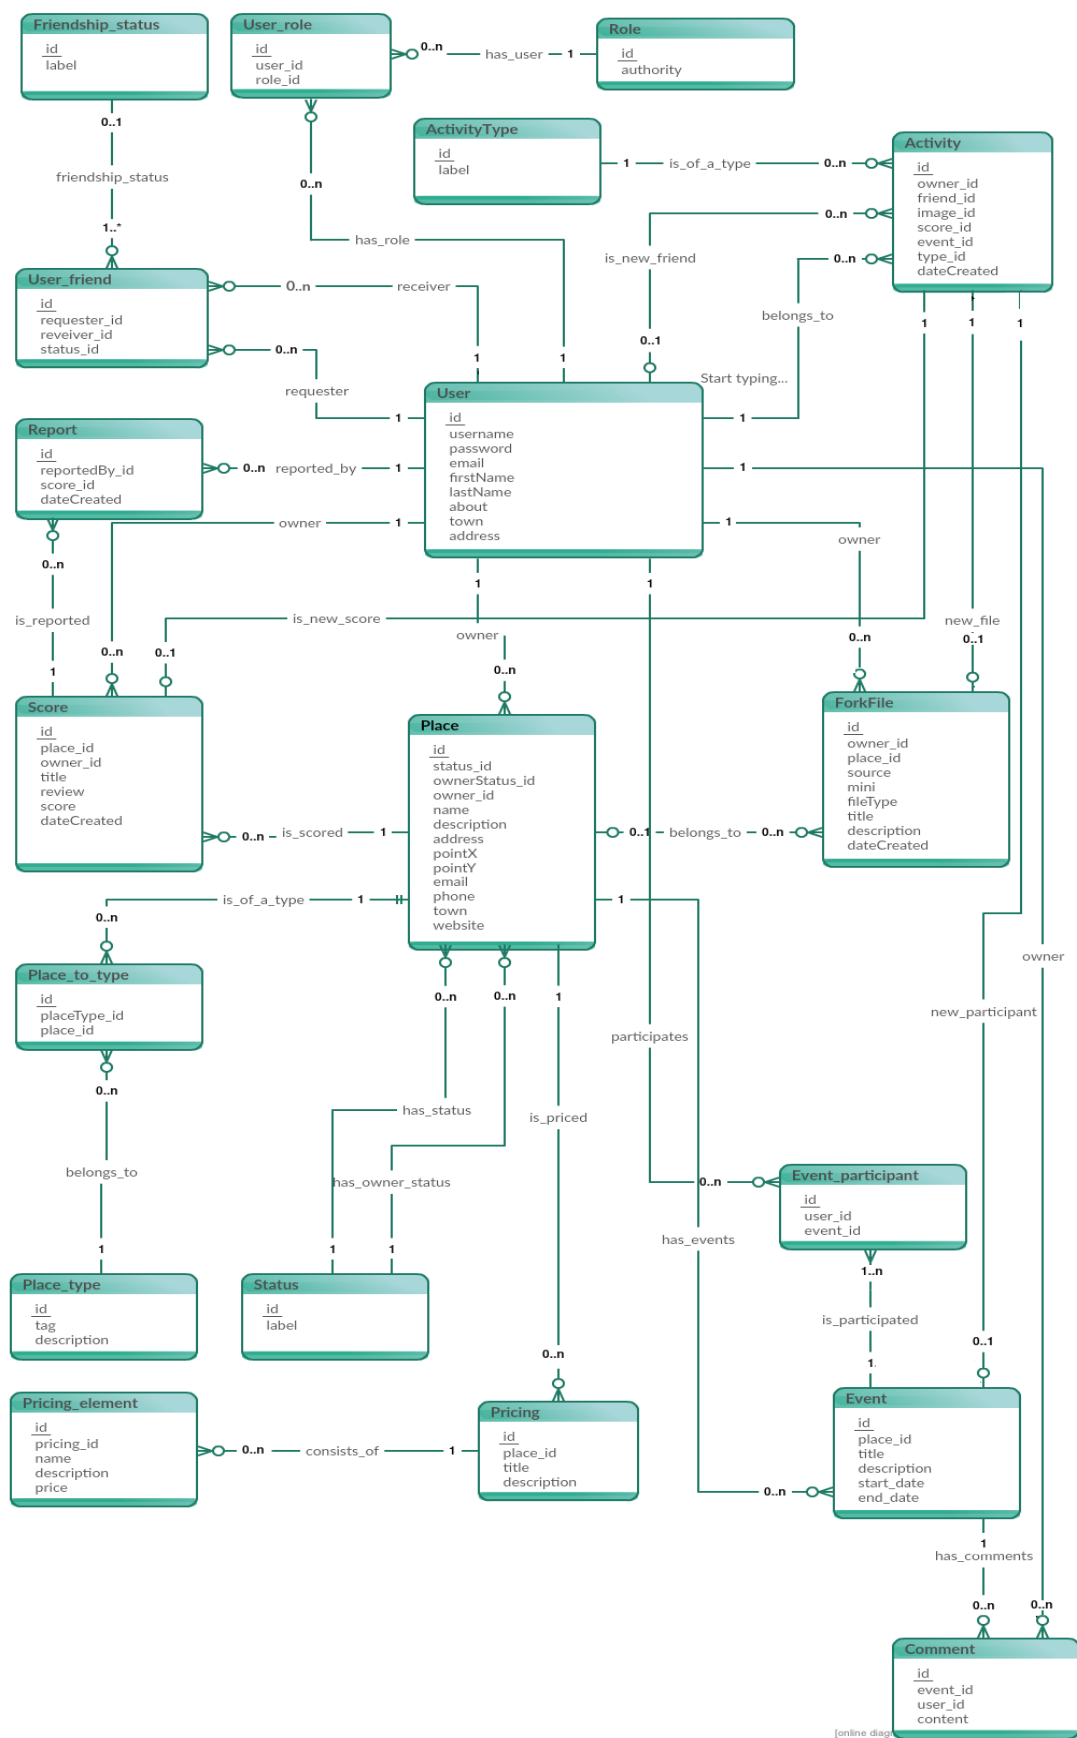 Friendship_status
id
label
User_role
id
user_id
role_id
0..n
has_user
1
Role
id
authority
0..1
friendship_status
1..*
0..n
has_role
ActivityType
id
label
1
is_of_a_type
0..n
Activity
id
owner_id
friend_id
image_id
score_id
event_id
type_id
dateCreated
0..n
is_new_friend
0..1
0..n
belongs_to
Start typing...
1
1
1
User_friend
id
requester_id
reveiver_id
status_id
0..n
receiver
1
0..n
requester
1
1
User
id
username
password
email
firstName
lastName
about
town
address
1
Report
id
reportedBy_id
score_id
dateCreated
0..n
reported_by
1
1
owner
1
1
owner
0..n
is_reported
1
0..n
is_new_score
0..1
1
owner
0..n
1
0..n
new_file
0..1
Score
id
place_id
owner_id
title
review
score
dateCreated
0..n
is_scored
1
Place
id
status_id
ownerStatus_id
owner_id
name
description
address
pointX
pointY
email
phone
town
website
0..1
belongs_to
0..n
ForkFile
id
owner_id
place_id
source
mini
fileType
title
description
dateCreated
is_of_a_type
1
0..n
1
owner
Place_to_type
id
placeType_id
place_id
0..n
0..n
1
new_participant
participates
0..n
has_status
is_priced
belongs_to
has_owner_status
0..n
Event_participant
id
user_id
event_id
has_events
1
1
1
1..n
is_participated
1.
0..1
Place_type
id
tag
description
Status
id
label
0..n
Pricing_element
id
pricing_id
name
description
price
0..n
consists_of
1
Pricing
id
place_id
title
description
Event
id
place_id
title
description
start_date
end_date
0..n
1
has_comments
0..n
0..n
Comment
id
event_id
user_id
content
[online diagr